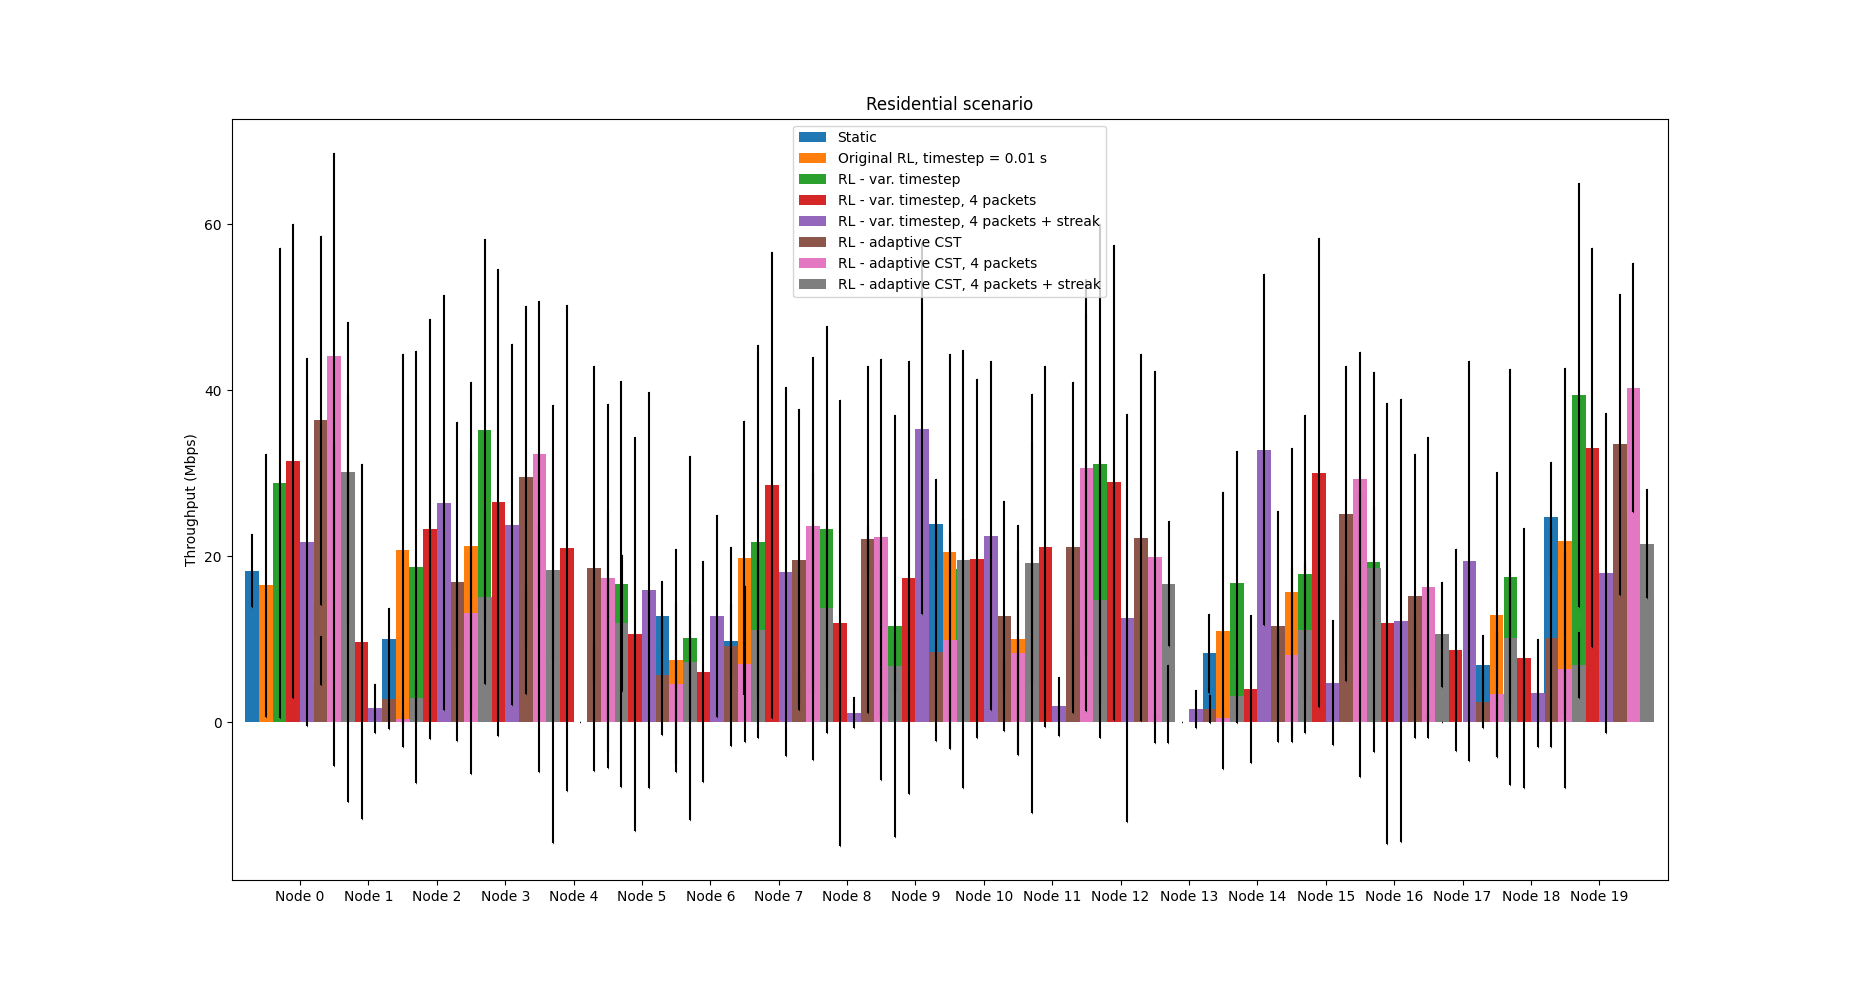 Residential scenario
Static
Original RL, timestep = 0.01 s
RL - var. timestep
RL - var. timestep, 4 packets
RL - var. timestep, 4 packets + streak
RL - adaptive CST
RL - adaptive CST, 4 packets
RL - adaptive CST, 4 packets + streak
Throughput (Mbps)
60
40
20
0
Node 0 Node 1 Node 2 Node 3 Node 4 Node 5 Node 6 Node 7 Node 8 Node 9 Node 10 Node 11 Node 12 Node 13 Node 14 Node 15 Node 16 Node 17 Node 18 Node 19